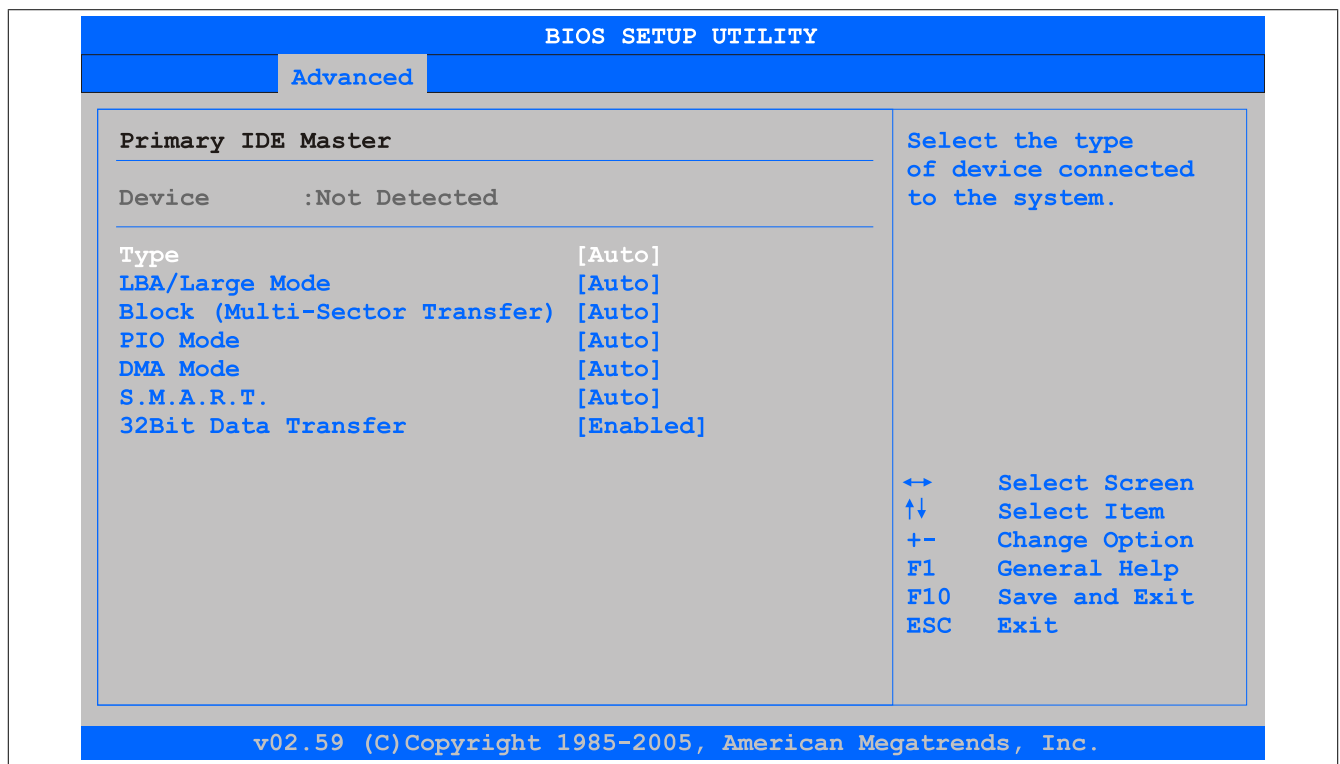 BIOS SETUP UTILITY
Advanced
Primary IDE Master
Device :Not Detected
Type [Auto]
LBA/Large Mode [Auto]
Block (Multi-Sector Transfer) [Auto]
PIO Mode [Auto]
DMA Mode [Auto]
S.M.A.R.T. [Auto]
32Bit Data Transfer [Enabled]
Select the type
of device connected
to the system.
↔ Select Screen
↑↓ Select Item
+- Change Option
F1 General Help
F10 Save and Exit
ESC Exit
v02.59 (C)Copyright 1985-2005, American Megatrends, Inc.